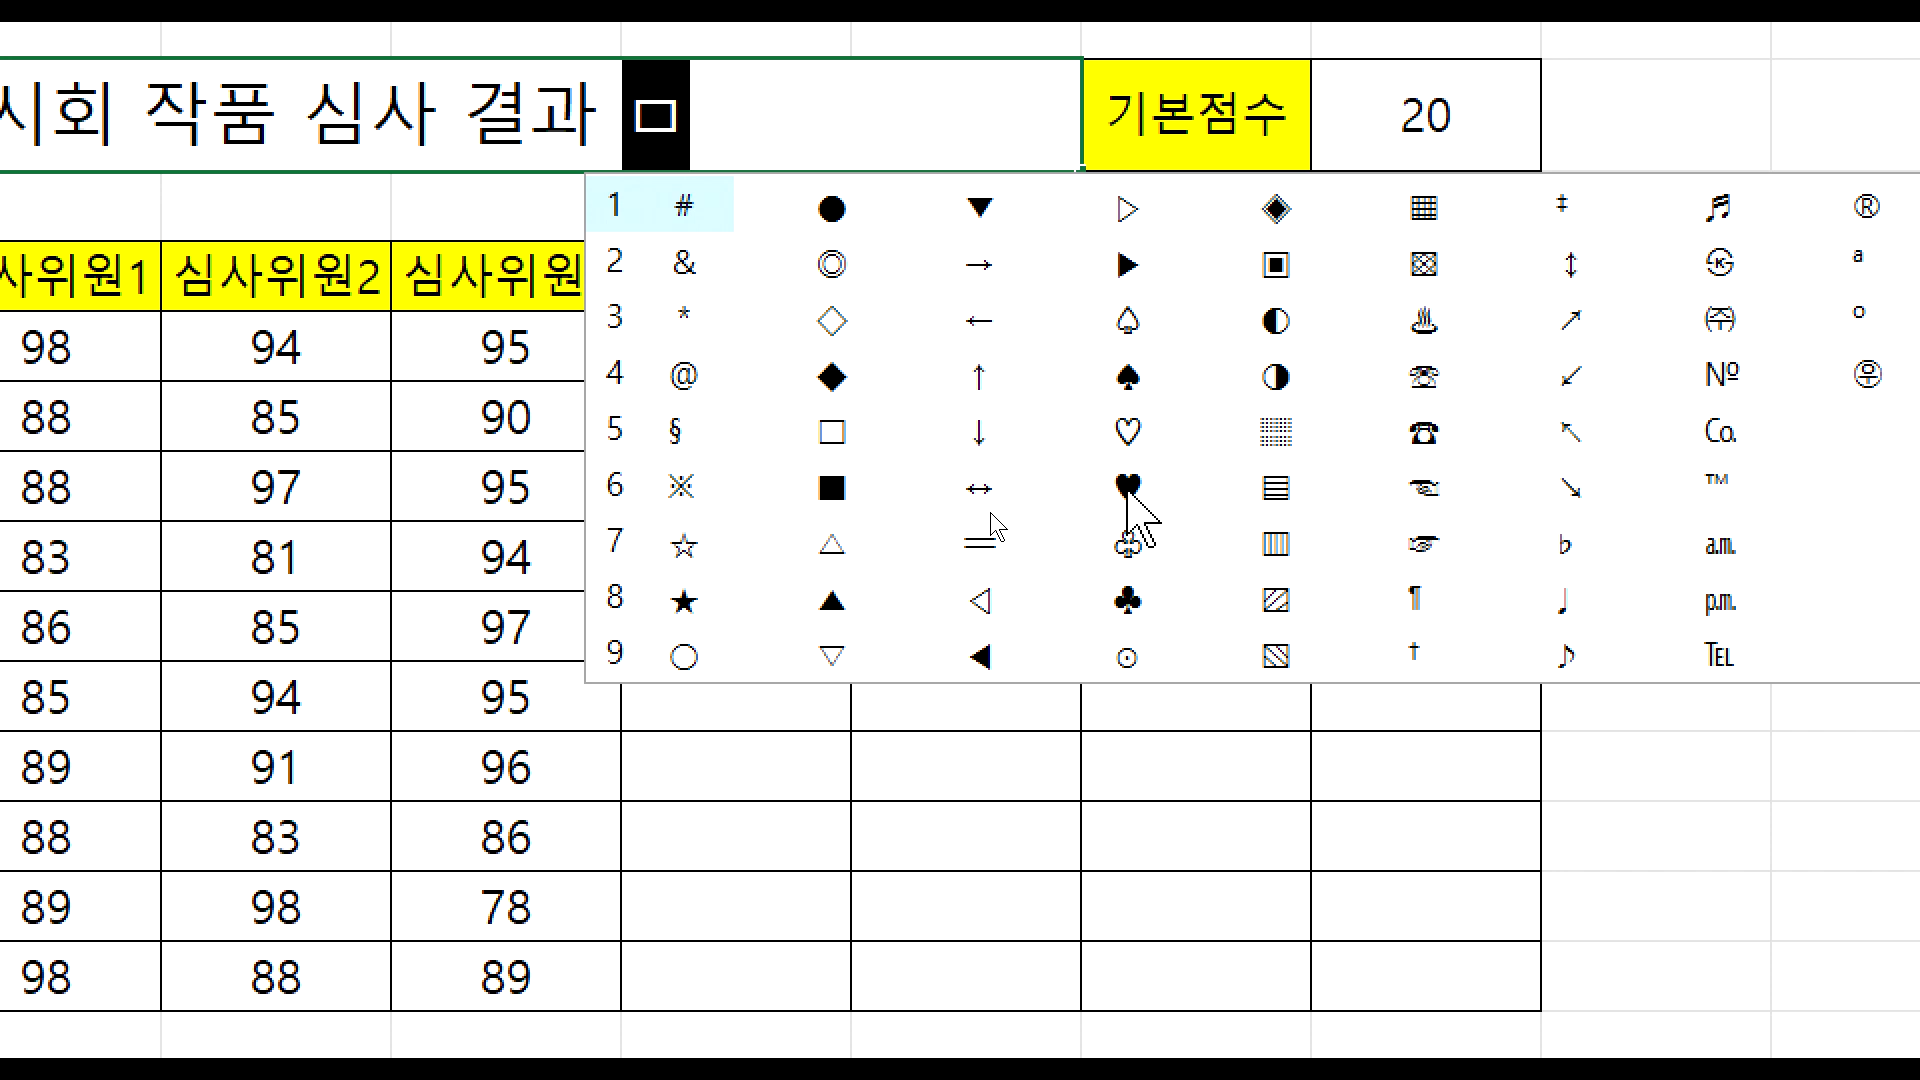 시회 작품 심사 결과 ㅁ 기본점수 20
1 # ● ▼ ▷ ◈ ▦ ‡ ♬ ®
2 & ◎ → ▶ ▣ ▩ ↕ ㉿ ª
3 * ◇ ← ♤ ◐ ♨ ↗ ㈜ º
4 @ ◆ ↑ ♠ ◑ ☏ ↙ № ㉾
5 § □ ↓ ♡ ▒ ☎ ↖ ㏇
6 ※ ■ ↔ ♥ ▤ ☜ ↘ ™
7 ☆ △ 〓 ♧ ▥ ☞ ♭ ㏂
8 ★ ▲ ◁ ♣ ▨ ¶ ♩ ㏘
9 ○ ▽ ◀ ⊙ ▧ † ♪ ℡
사위원1 심사위원2 심사위원
98 94 95
88 85 90
88 97 95
83 81 94
86 85 97
85 94 95
89 91 96
88 83 86
89 98 78
98 88 89